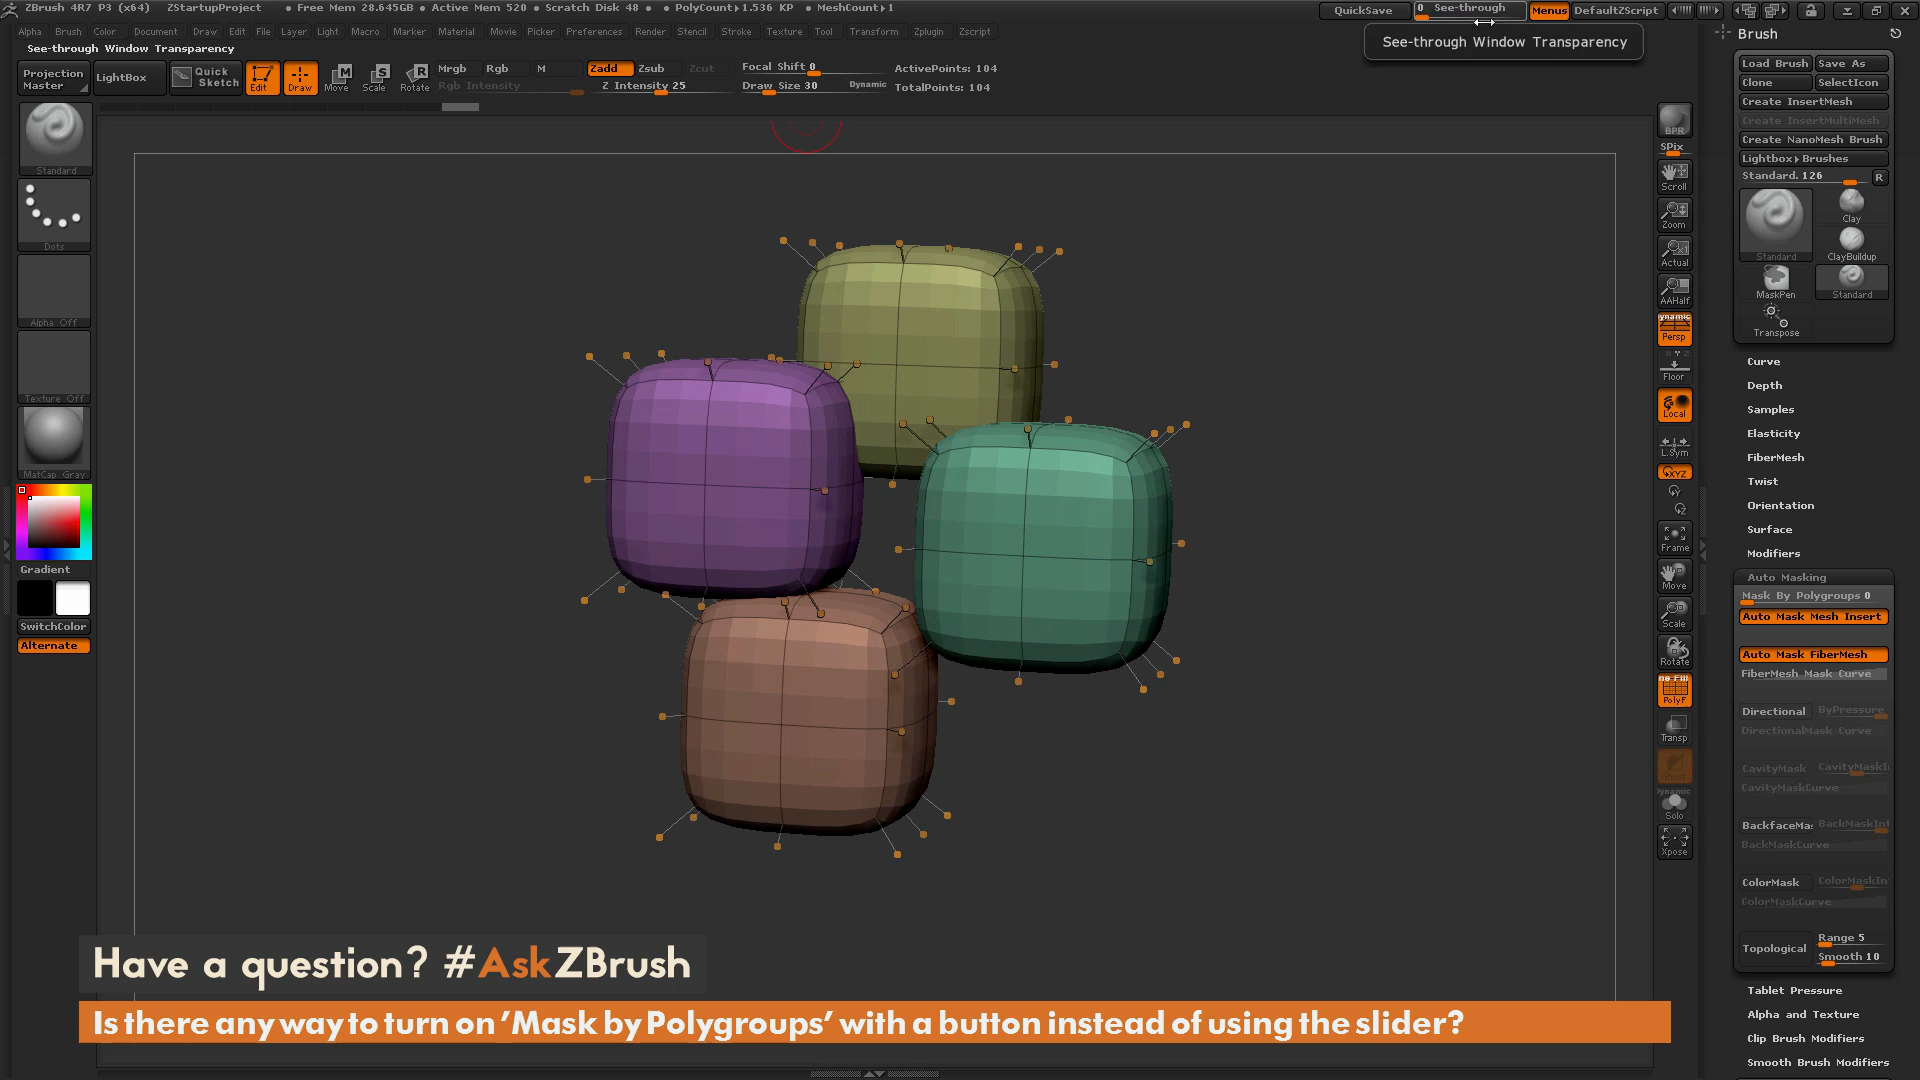 ZBrush 4R7 P3 (x64) ZStartupProject ● Free Mem 28.645GB ● Active Mem 520 ● Scratch Disk 48 ● ● PolyCount▸1.536 KP ● MeshCount▸1 QuickSave 0 See-through Menus DefaultZScript
Alpha Brush Color Document Draw Edit File Layer Light Macro Marker Material Movie Picker Preferences Render Stencil Stroke Texture Tool Transform Zplugin Zscript
See-through Window Transparency
See-through Window Transparency
Projection Master
LightBox
Quick Sketch
Edit
Draw
Move
Scale
Rotate
Mrgb Rgb M
Rgb Intensity
Zadd Zsub Zcut
Z Intensity 25
Focal Shift 0
Draw Size 30 Dynamic
ActivePoints: 104
TotalPoints: 104
Standard
Dots
Alpha Off
Texture Off
MatCap Gray
Gradient
SwitchColor
Alternate
BPR
SPix
Scroll
Zoom
Actual
AAHalf
Persp
Floor
Local
L.Sym
XYZ
Frame
Move
Scale
Rotate
PolyF
Transp
Ghost
Dynamic
Solo
Xpose
Brush
Load Brush Save As
Clone SelectIcon
Create InsertMesh
Create InsertMultiMesh
Create NanoMesh Brush
Lightbox▸Brushes
Standard. 126 R
Standard
Clay
ClayBuildup
MaskPen
Standard
Transpose
Curve
Depth
Samples
Elasticity
FiberMesh
Twist
Orientation
Surface
Modifiers
Auto Masking
Mask By Polygroups 0
Auto Mask Mesh Insert
Auto Mask FiberMesh
FiberMesh Mask Curve
Directional ByPressure
DirectionalMask Curve
CavityMask CavityMaskI
CavityMaskCurve
BackfaceMa BackMaskInt
BackMaskCurve
ColorMask ColorMaskIn
ColorMaskCurve
Topological
Range 5
Smooth 10
Tablet Pressure
Alpha and Texture
Clip Brush Modifiers
Smooth Brush Modifiers
Have a question? #AskZBrush
Is there any way to turn on 'Mask by Polygroups' with a button instead of using the slider?